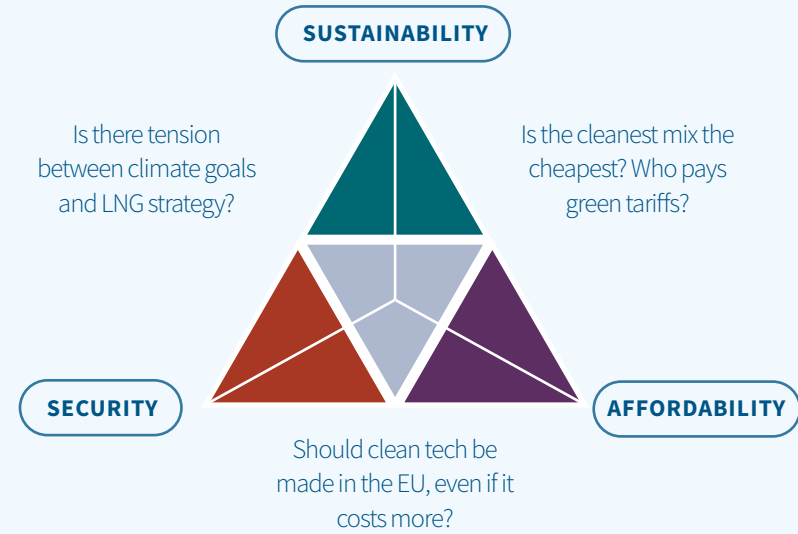 SUSTAINABILITY
Is there tension
between climate goals
and LNG strategy?
Is the cleanest mix the
cheapest? Who pays
green tariffs?
SECURITY
AFFORDABILITY
Should clean tech be
made in the EU, even if it
costs more?